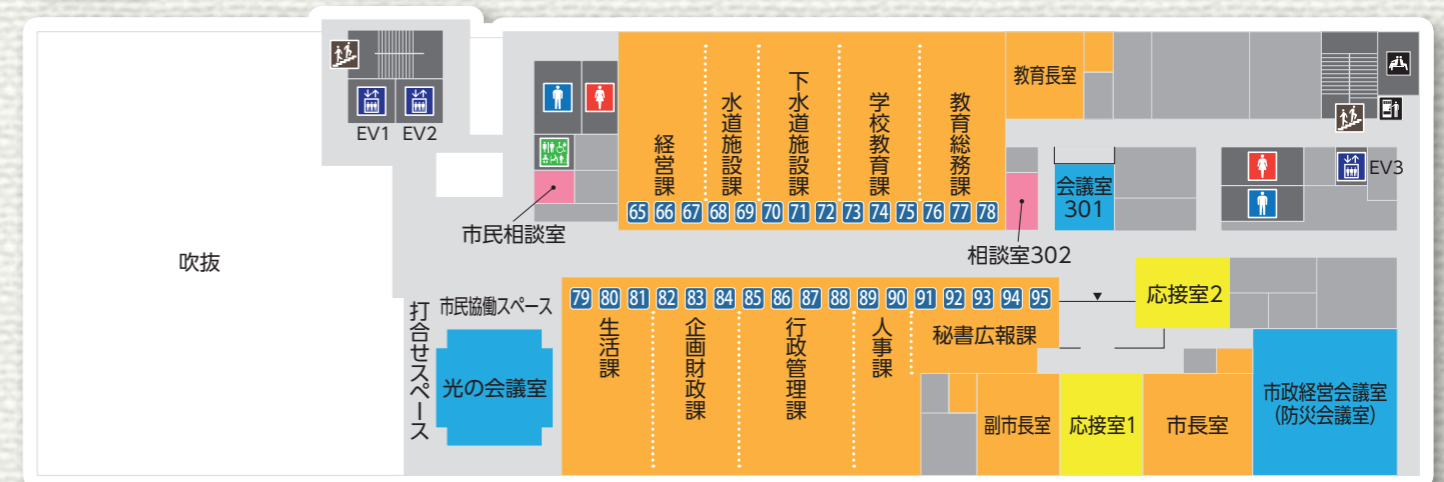 EV1 EV2
市民相談室
経営課
水道施設課
下水道施設課
学校教育課
教育総務課
65 66 67 68 69 70 71 72 73 74 75 76 77 78
教育長室
相談室302
会議室
301
EV3
吹抜
打合せスペース
市民協働スペース
光の会議室
79 80 81 82 83 84 85 86 87 88 89 90 91 92 93 94 95
生活課
企画財政課
行政管理課
人事課
秘書広報課
応接室2
副市長室
応接室1
市長室
市政経営会議室
(防災会議室)